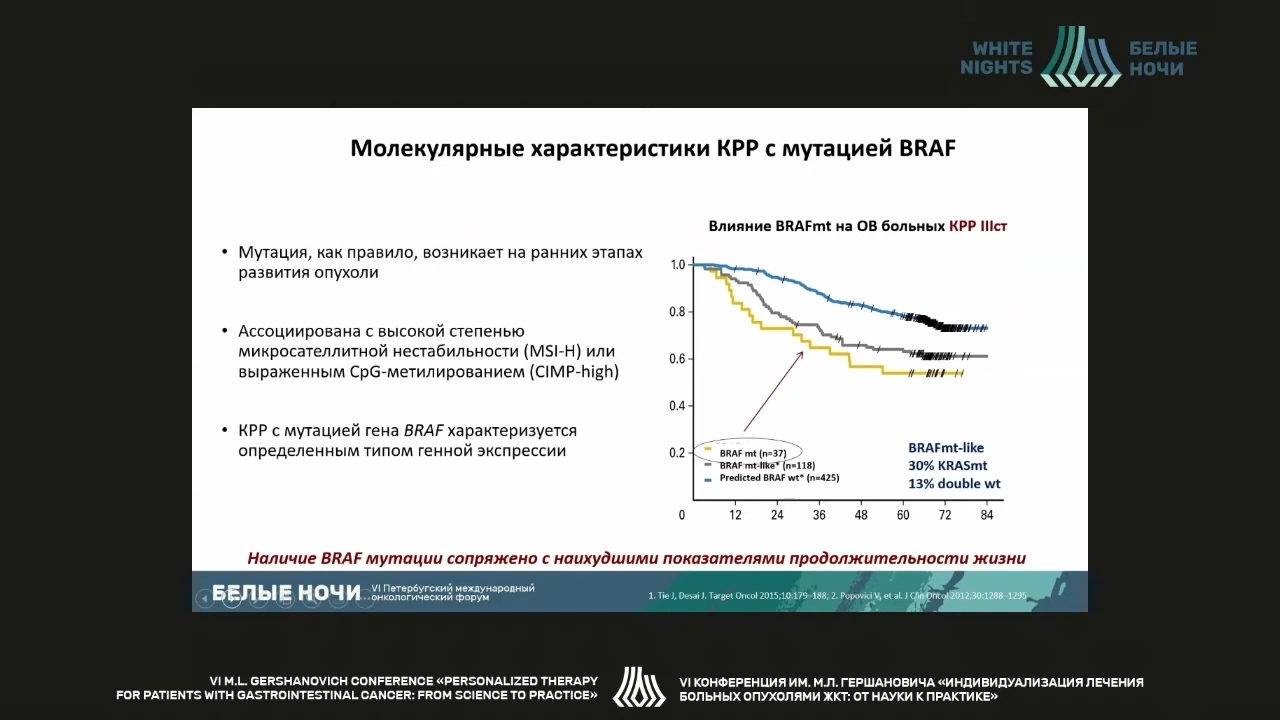 WHITE
NIGHTS
БЕЛЫЕ
НОЧИ
Молекулярные характеристики КРР с мутацией BRAF
• Мутация, как правило, возникает на ранних этапах
развития опухоли
• Ассоциирована с высокой степенью
микросателлитной нестабильности (MSI-H) или
выраженным CpG-метилированием (CIMP-high)
• КРР с мутацией гена BRAF характеризуется
определенным типом генной экспрессии
Влияние BRAFmt на ОВ больных КРР IIIст
1.0
0.8
0.6
0.4
0.2
BRAF mt (n=37)
BRAF mt-like* (n=118)
Predicted BRAF wt* (n=425)
BRAFmt-like
30% KRASmt
13% double wt
0 12 24 36 48 60 72 84
Наличие BRAF мутации сопряжено с наихудшими показателями продолжительности жизни
БЕЛЫЕ НОЧИ
VI Петербургский международный
онкологический форум
1. Tie J, Desai J. Target Oncol 2015;10:179–188; 2. Popovici V, et al. J Clin Oncol 2012;30:1288–1295
VI M.L. GERSHANOVICH CONFERENCE «PERSONALIZED THERAPY
FOR PATIENTS WITH GASTROINTESTINAL CANCER: FROM SCIENCE TO PRACTICE»
VI КОНФЕРЕНЦИЯ ИМ. М.Л. ГЕРШАНОВИЧА «ИНДИВИДУАЛИЗАЦИЯ ЛЕЧЕНИЯ
БОЛЬНЫХ ОПУХОЛЯМИ ЖКТ: ОТ НАУКИ К ПРАКТИКЕ»